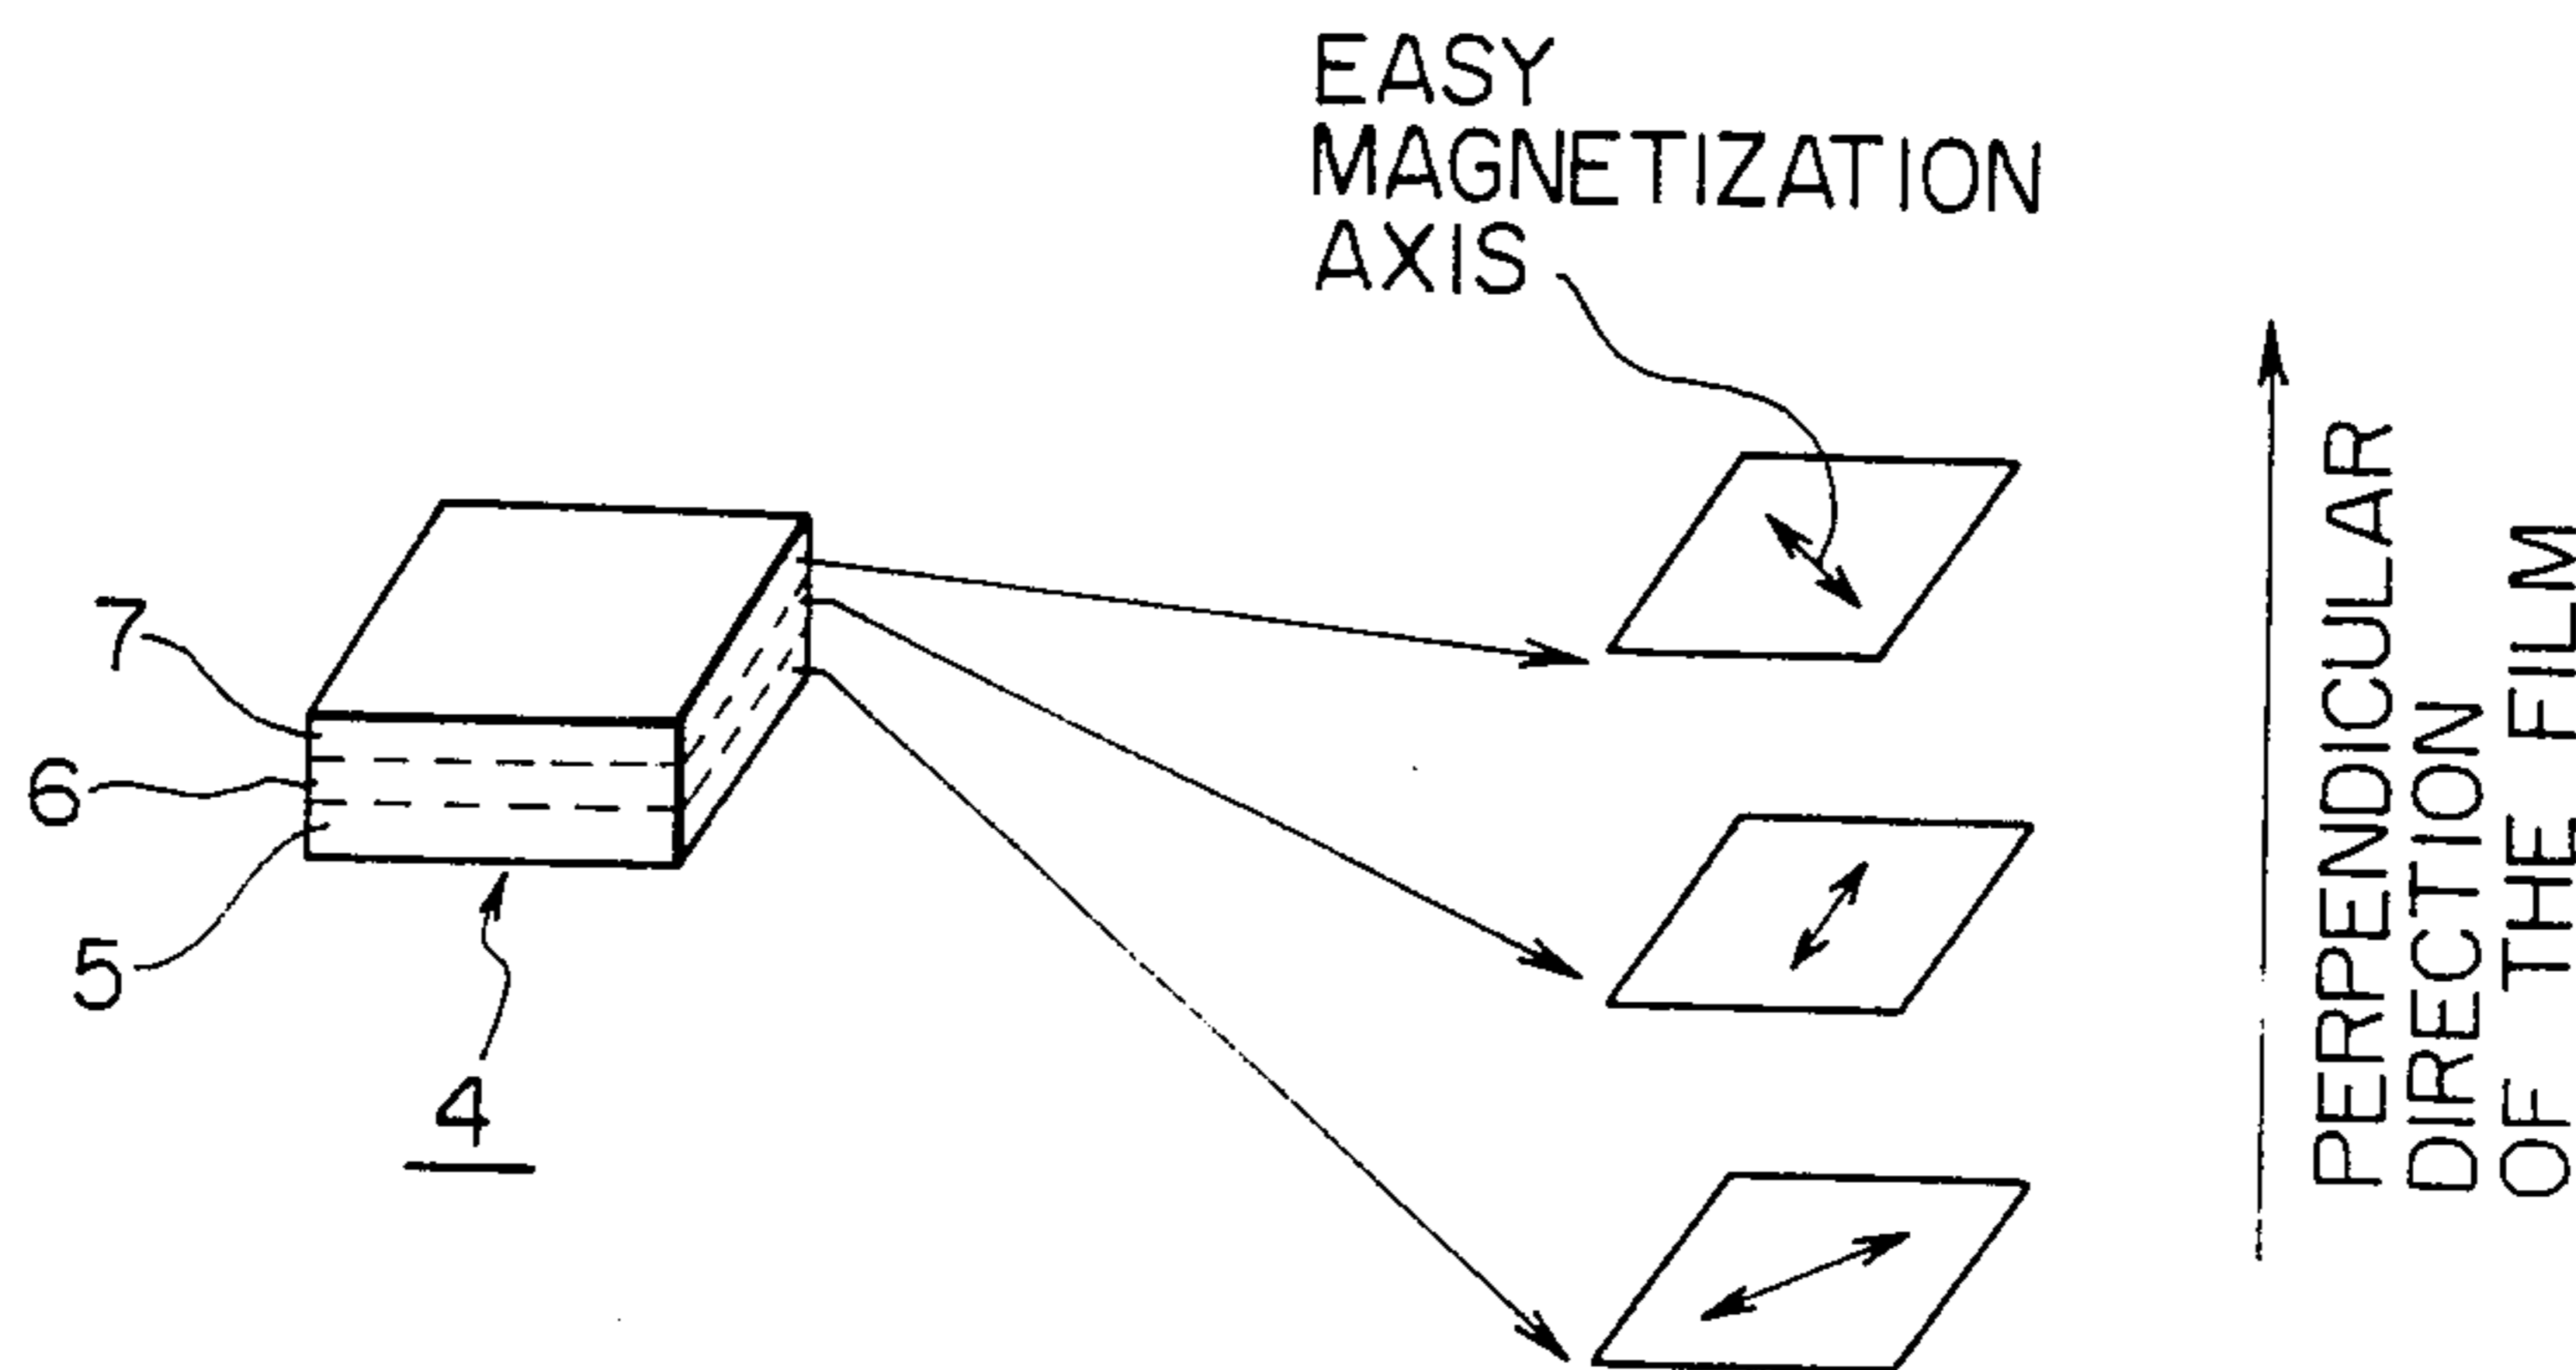 EASY
MAGNETIZATION
AXIS
7
6
5
4
PERPENDICULAR
DIRECTION
OF THE FILM